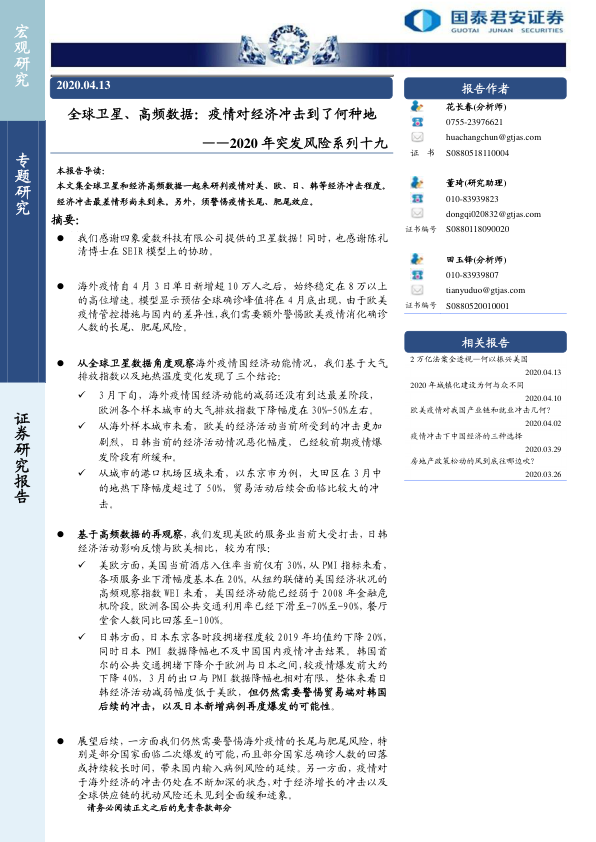 宏观研究
专题研究
证券研究报告
国泰君安证券
GUOTAI JUNAN SECURITIES
2020.04.13
全球卫星、高频数据：疫情对经济冲击到了何种地
——2020 年突发风险系列十九
本报告导读：
本文集全球卫星和经济高频数据一起来研判疫情对美、欧、日、韩等经济冲击程度。
经济冲击最差情形尚未到来。另外，须警惕疫情长尾、肥尾效应。
摘要：
● 我们感谢四象爱数科技有限公司提供的卫星数据！同时，也感谢陈礼
清博士在 SEIR 模型上的协助。
● 海外疫情自 4 月 3 日单日新增超 10 万人之后，始终稳定在 8 万以上
的高位增速。模型显示预估全球确诊峰值将在 4 月底出现，由于欧美
疫情管控措施与国内的差异性，我们需要额外警惕欧美疫情消化确诊
人数的长尾、肥尾风险。
● 从全球卫星数据角度观察海外疫情国经济动能情况，我们基于大气
排放指数以及地热温度变化发现了三个结论：
✓ 3 月下旬，海外疫情国经济动能的减弱还没有到达最差阶段，
欧洲各个样本城市的大气排放指数下降幅度在 30%-50%左右。
✓ 从海外样本城市来看，欧美的经济活动当前所受到的冲击更加
剧烈，日韩当前的经济活动情况恶化幅度，已经较前期疫情爆
发阶段有所缓和。
✓ 从城市的港口机场区域来看，以东京市为例，大田区在 3 月中
的地热下降幅度超过了 50%，贸易活动后续会面临比较大的冲
击。
● 基于高频数据的再观察，我们发现美欧的服务业当前大受打击，日韩
经济活动影响反馈与欧美相比，较为有限：
✓ 美欧方面，美国当前酒店入住率当前仅有 30%，从 PMI 指标来看，
各项服务业下滑幅度基本在 20%。从纽约联储的美国经济状况的
高频观察指数 WEI 来看，美国经济动能已经弱于 2008 年金融危
机阶段。欧洲各国公共交通利用率已经下滑至-70%至-90%，餐厅
堂食人数同比回落至-100%。
✓ 日韩方面，日本东京各时段拥堵程度较 2019 年均值约下降 20%，
同时日本 PMI 数据降幅也不及中国国内疫情冲击结果。韩国首
尔的公共交通拥堵下降介于欧洲与日本之间，较疫情爆发前大约
下降 40%，3 月的出口与 PMI 数据降幅也相对有限，整体来看日
韩经济活动减弱幅度低于美欧，但仍然需要警惕贸易端对韩国
后续的冲击，以及日本新增病例再度爆发的可能性。
● 展望后续，一方面我们仍然需要警惕海外疫情的长尾与肥尾风险，特
别是部分国家面临二次爆发的可能，而且部分国家总确诊人数的回落
或持续较长时间，带来国内输入病例风险的延续。另一方面，疫情对
于海外经济的冲击仍处在不断加深的状态，对于经济增长的冲击以及
全球供应链的扰动风险还未见到全面缓和迹象。
请务必阅读正文之后的免责条款部分
报告作者
花长春(分析师)
0755-23976621
huachangchun@gtjas.com
证 书 S0880518110004
董琦(研究助理)
010-83939823
dongqi020832@gtjas.com
证书编号 S0880118090020
田玉铎(分析师)
010-83939807
tianyuduo@gtjas.com
证书编号 S0880520010001
相关报告
2 万亿法案全透视—何以振兴美国
2020.04.13
2020 年城镇化建设为何与众不同
2020.04.10
欧美疫情对我国产业链和就业冲击几何？
2020.04.02
疫情冲击下中国经济的三种选择
2020.03.29
房地产政策松动的风到底往哪边吹？
2020.03.26